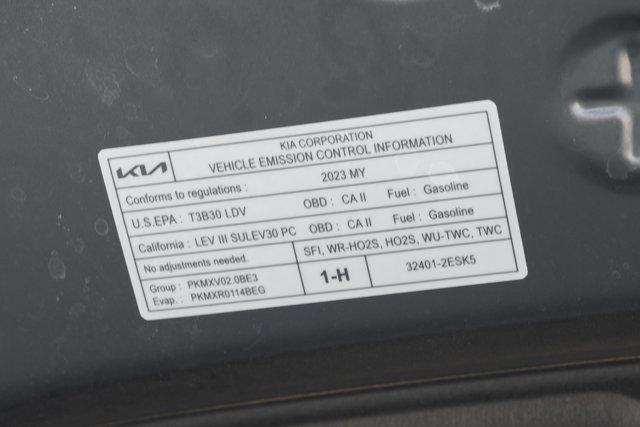 KIA
KIA CORPORATION
VEHICLE EMISSION CONTROL INFORMATION
Conforms to regulations : 2023 MY
U.S.EPA : T3B30 LDV OBD : CA II Fuel : Gasoline
California : LEV III SULEV30 PC OBD : CA II Fuel : Gasoline
No adjustments needed. SFI, WR-HO2S, HO2S, WU-TWC, TWC
Group : PKMXV02.0BE3
Evap. : PKMXR0114BEG
1-H
32401-2ESK5